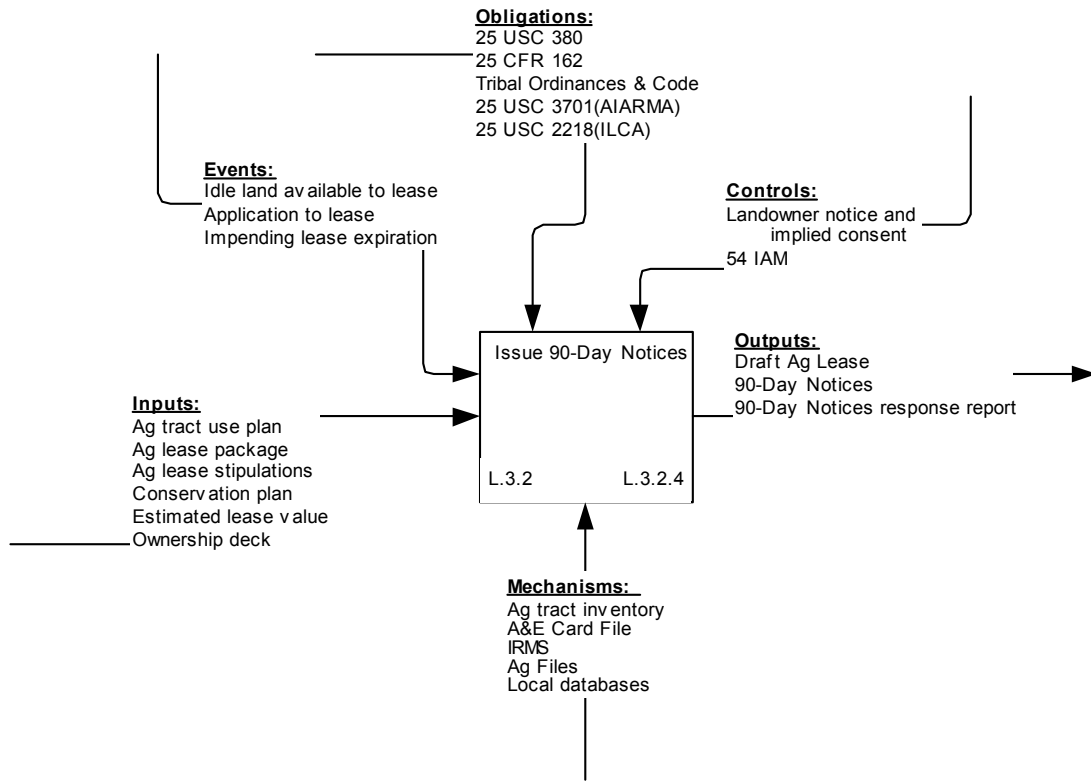 Obligations:
25 USC 380
25 CFR 162
Tribal Ordinances & Code
25 USC 3701(AIARMA)
25 USC 2218(ILCA)
Events:
Idle land available to lease
Application to lease
Impending lease expiration
Controls:
Landowner notice and
implied consent
54 IAM
Issue 90-Day Notices
L.3.2 L.3.2.4
Outputs:
Draft Ag Lease
90-Day Notices
90-Day Notices response report
Inputs:
Ag tract use plan
Ag lease package
Ag lease stipulations
Conservation plan
Estimated lease value
Ownership deck
Mechanisms:
Ag tract inventory
A&E Card File
IRMS
Ag Files
Local databases